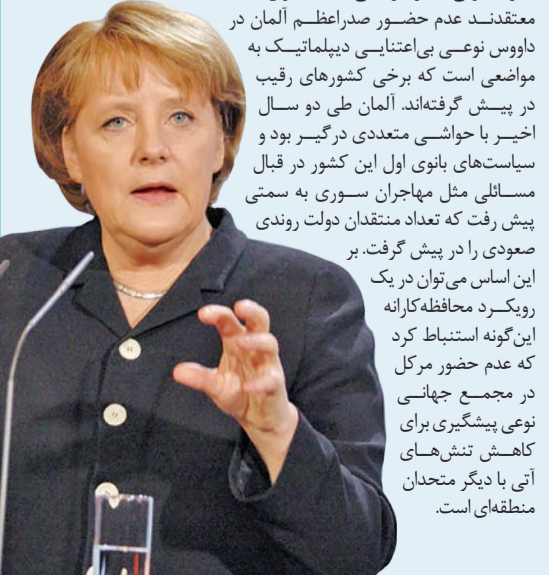 معتقدند عدم حضور صدراعظم آلمان در
داووس نوعی بی‌اعتنایی دیپلماتیک به
مواضعی است که برخی کشورهای رقیب
در پیش گرفته‌اند. آلمان طی دو سال
اخیر با حواشی متعددی درگیر بود و
سیاست‌های بانوی اول این کشور در قبال
مسائلی مثل مهاجران سوری به سمتی
پیش رفت که تعداد منتقدان دولت روندی
صعودی را در پیش گرفت. بر
این اساس می‌توان در یک
رویکرد محافظه‌کارانه
این‌گونه استنباط کرد
که عدم حضور مرکل
در مجمع جهانی
نوعی پیشگیری برای
کاهش تنش‌های
آتی با دیگر متحدان
منطقه‌ای است.